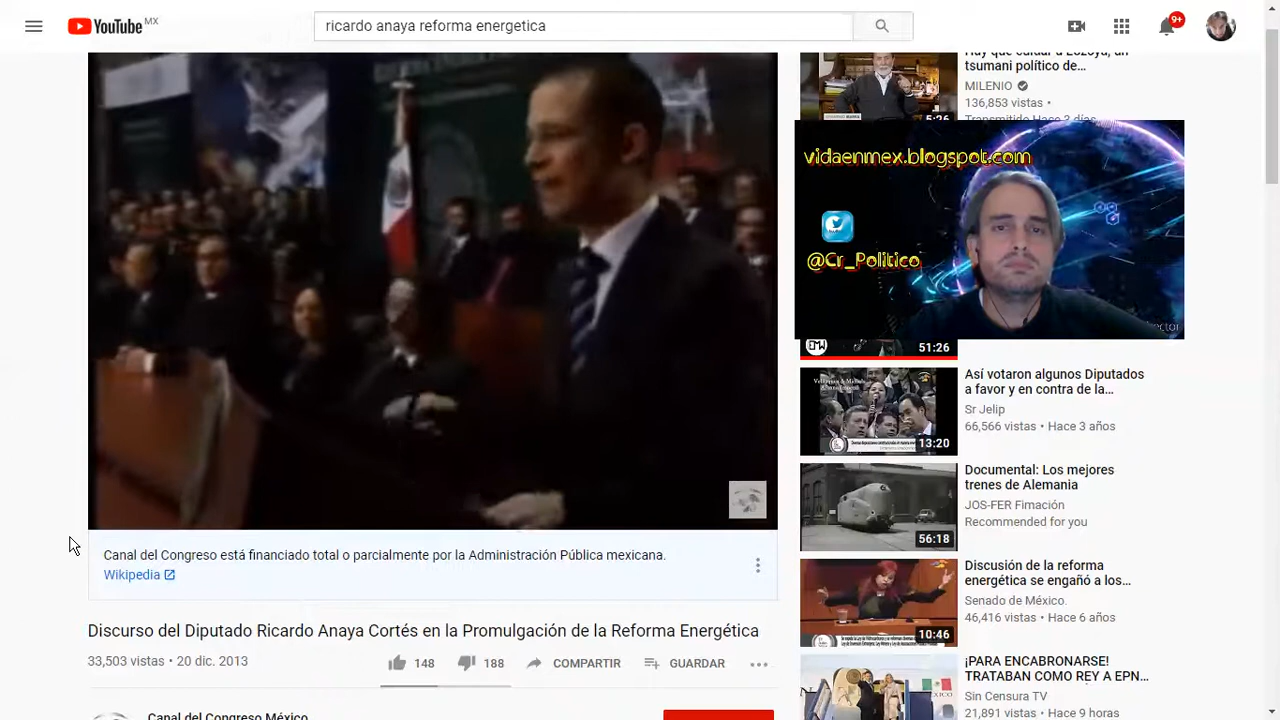 YouTube MX
ricardo anaya reforma energetica
9+
Hay que cuidar a Lozoya, un
tsunami político de…
MILENIO
136,853 vistas •
Transmitido Hace 3 días
5:26
vidaenmex.blogspot.com
@Cr_Politico
51:26
Así votaron algunos Diputados
a favor y en contra de la…
Sr Jelip
66,566 vistas • Hace 3 años
13:20
Documental: Los mejores
trenes de Alemania
JOS-FER Fimación
Recommended for you
56:18
Discusión de la reforma
energética se engañó a los…
Senado de México.
46,416 vistas • Hace 6 años
10:46
¡PARA ENCABRONARSE!
TRATABAN COMO REY A EPN…
Sin Censura TV
21,891 vistas • Hace 9 horas
Canal del Congreso está financiado total o parcialmente por la Administración Pública mexicana.
Wikipedia
Discurso del Diputado Ricardo Anaya Cortés en la Promulgación de la Reforma Energética
33,503 vistas • 20 dic. 2013
148
188
COMPARTIR
GUARDAR
Canal del Congreso México